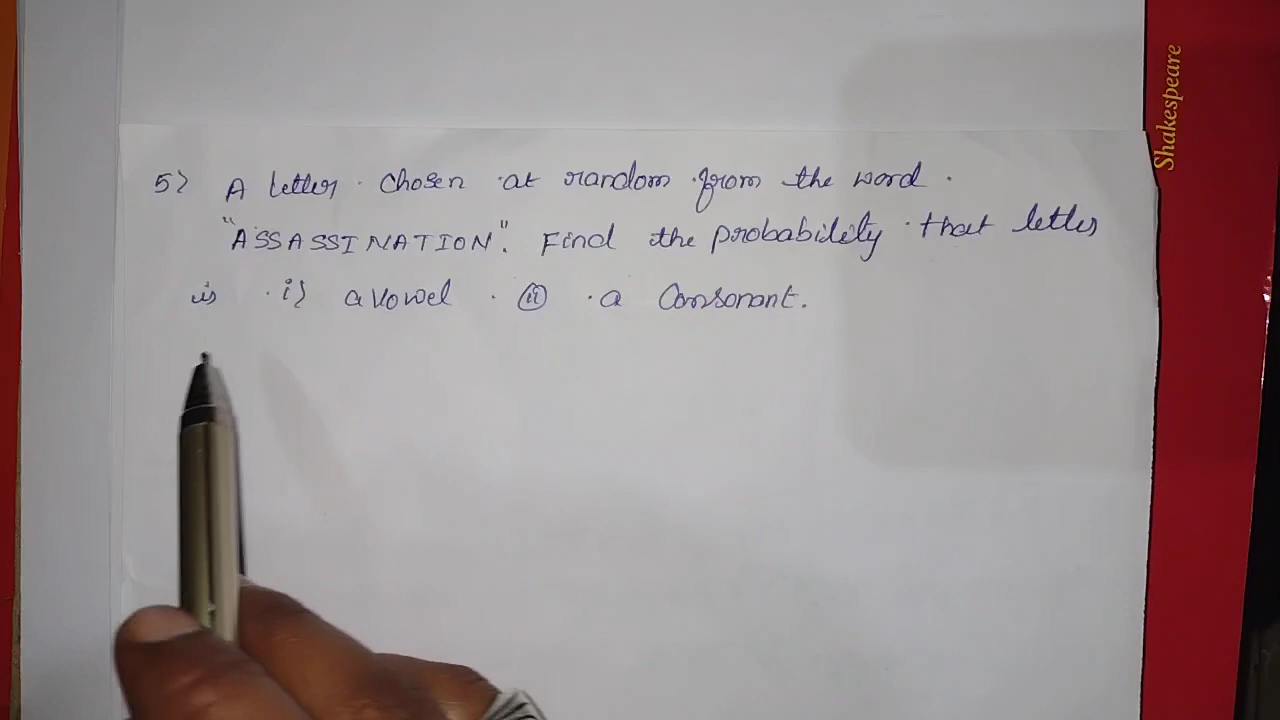 5) A letter chosen at random from the word
"ASSASSINATION". Find the probability that letter
is i) a vowel (ii) a consonant.
Shakespeare